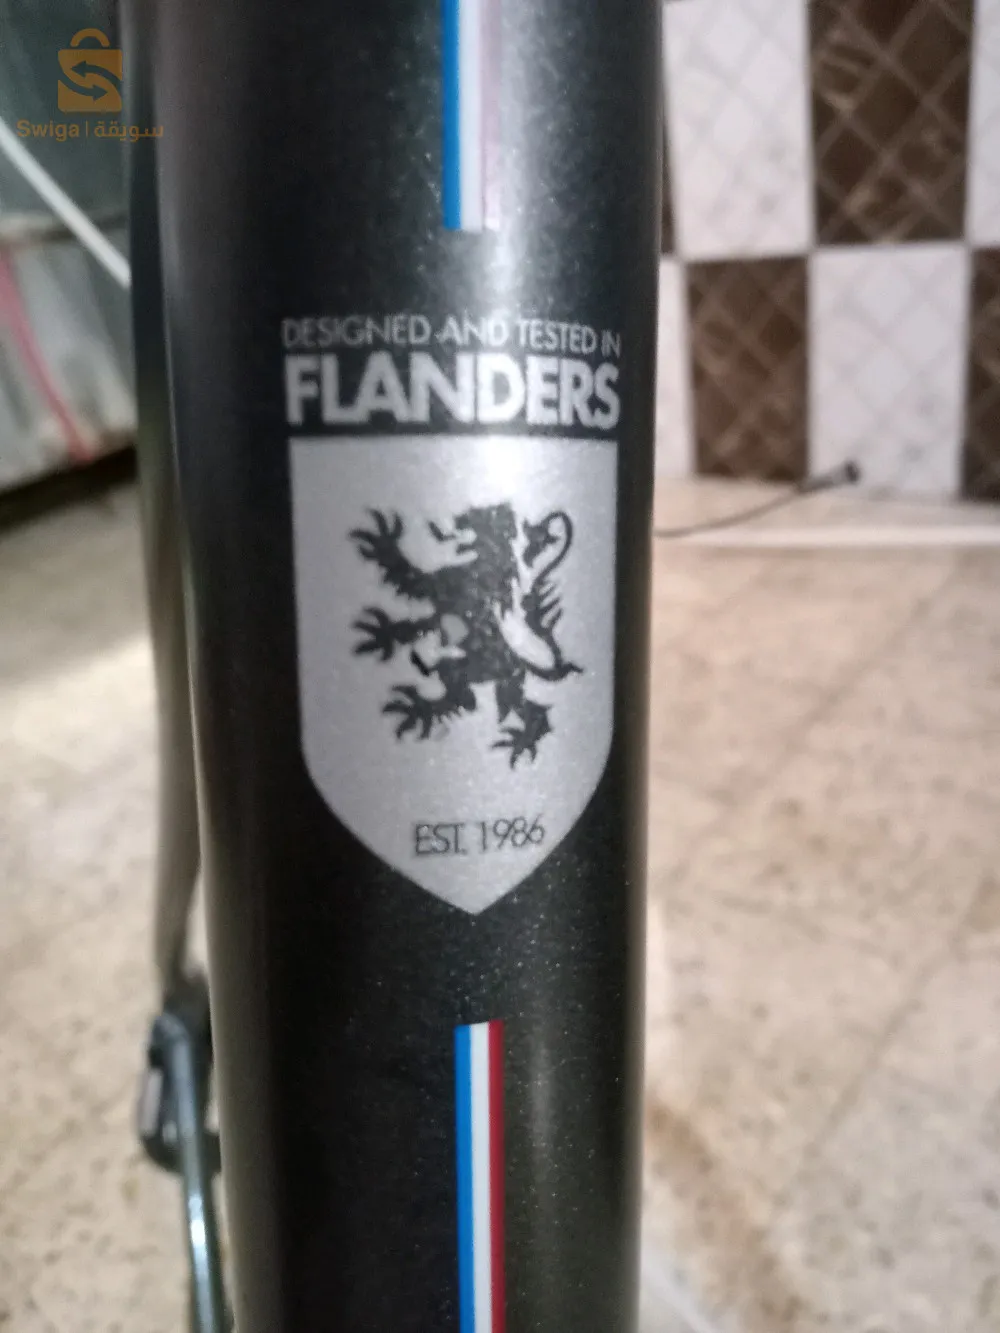 Swiga | سويقة
DESIGNED AND TESTED IN
FLANDERS
EST. 1986